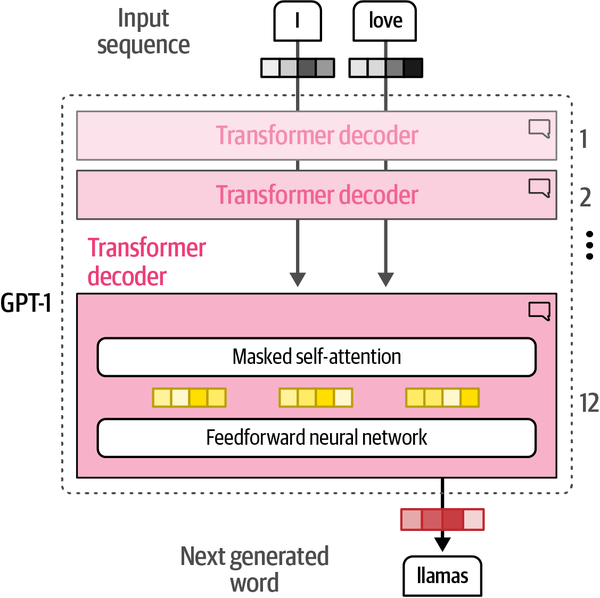 Input
sequence
I
love
Transformer decoder
1
Transformer decoder
2
Transformer
decoder
GPT-1
Masked self-attention
12
Feedforward neural network
Next generated
word
llamas